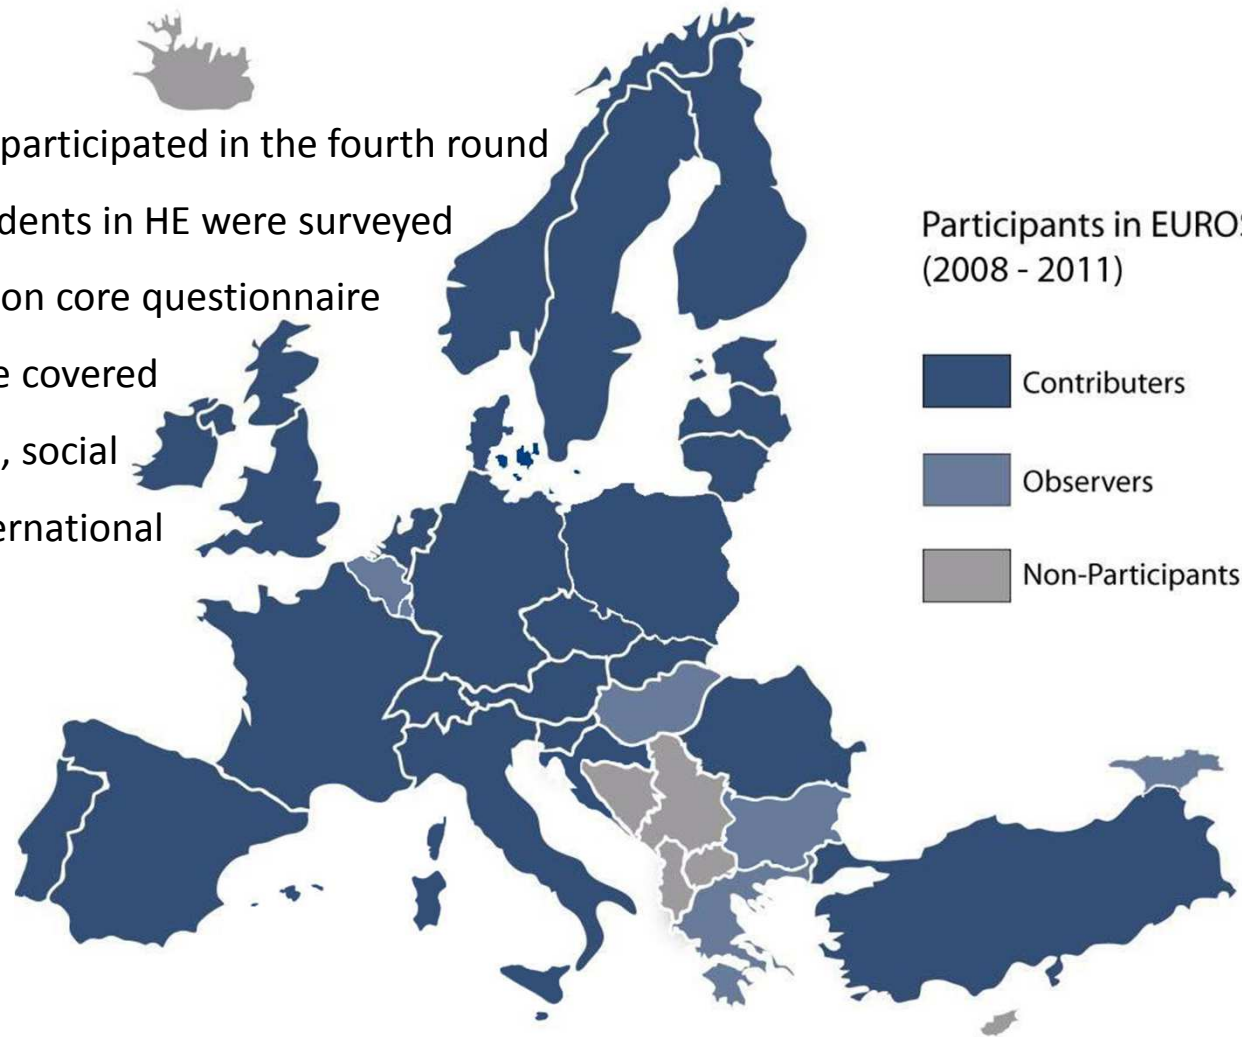 participated in the fourth round
dents in HE were surveyed
on core questionnaire
e covered
, social
ernational
Participants in EUROS
(2008 - 2011)
Contributers
Observers
Non-Participants